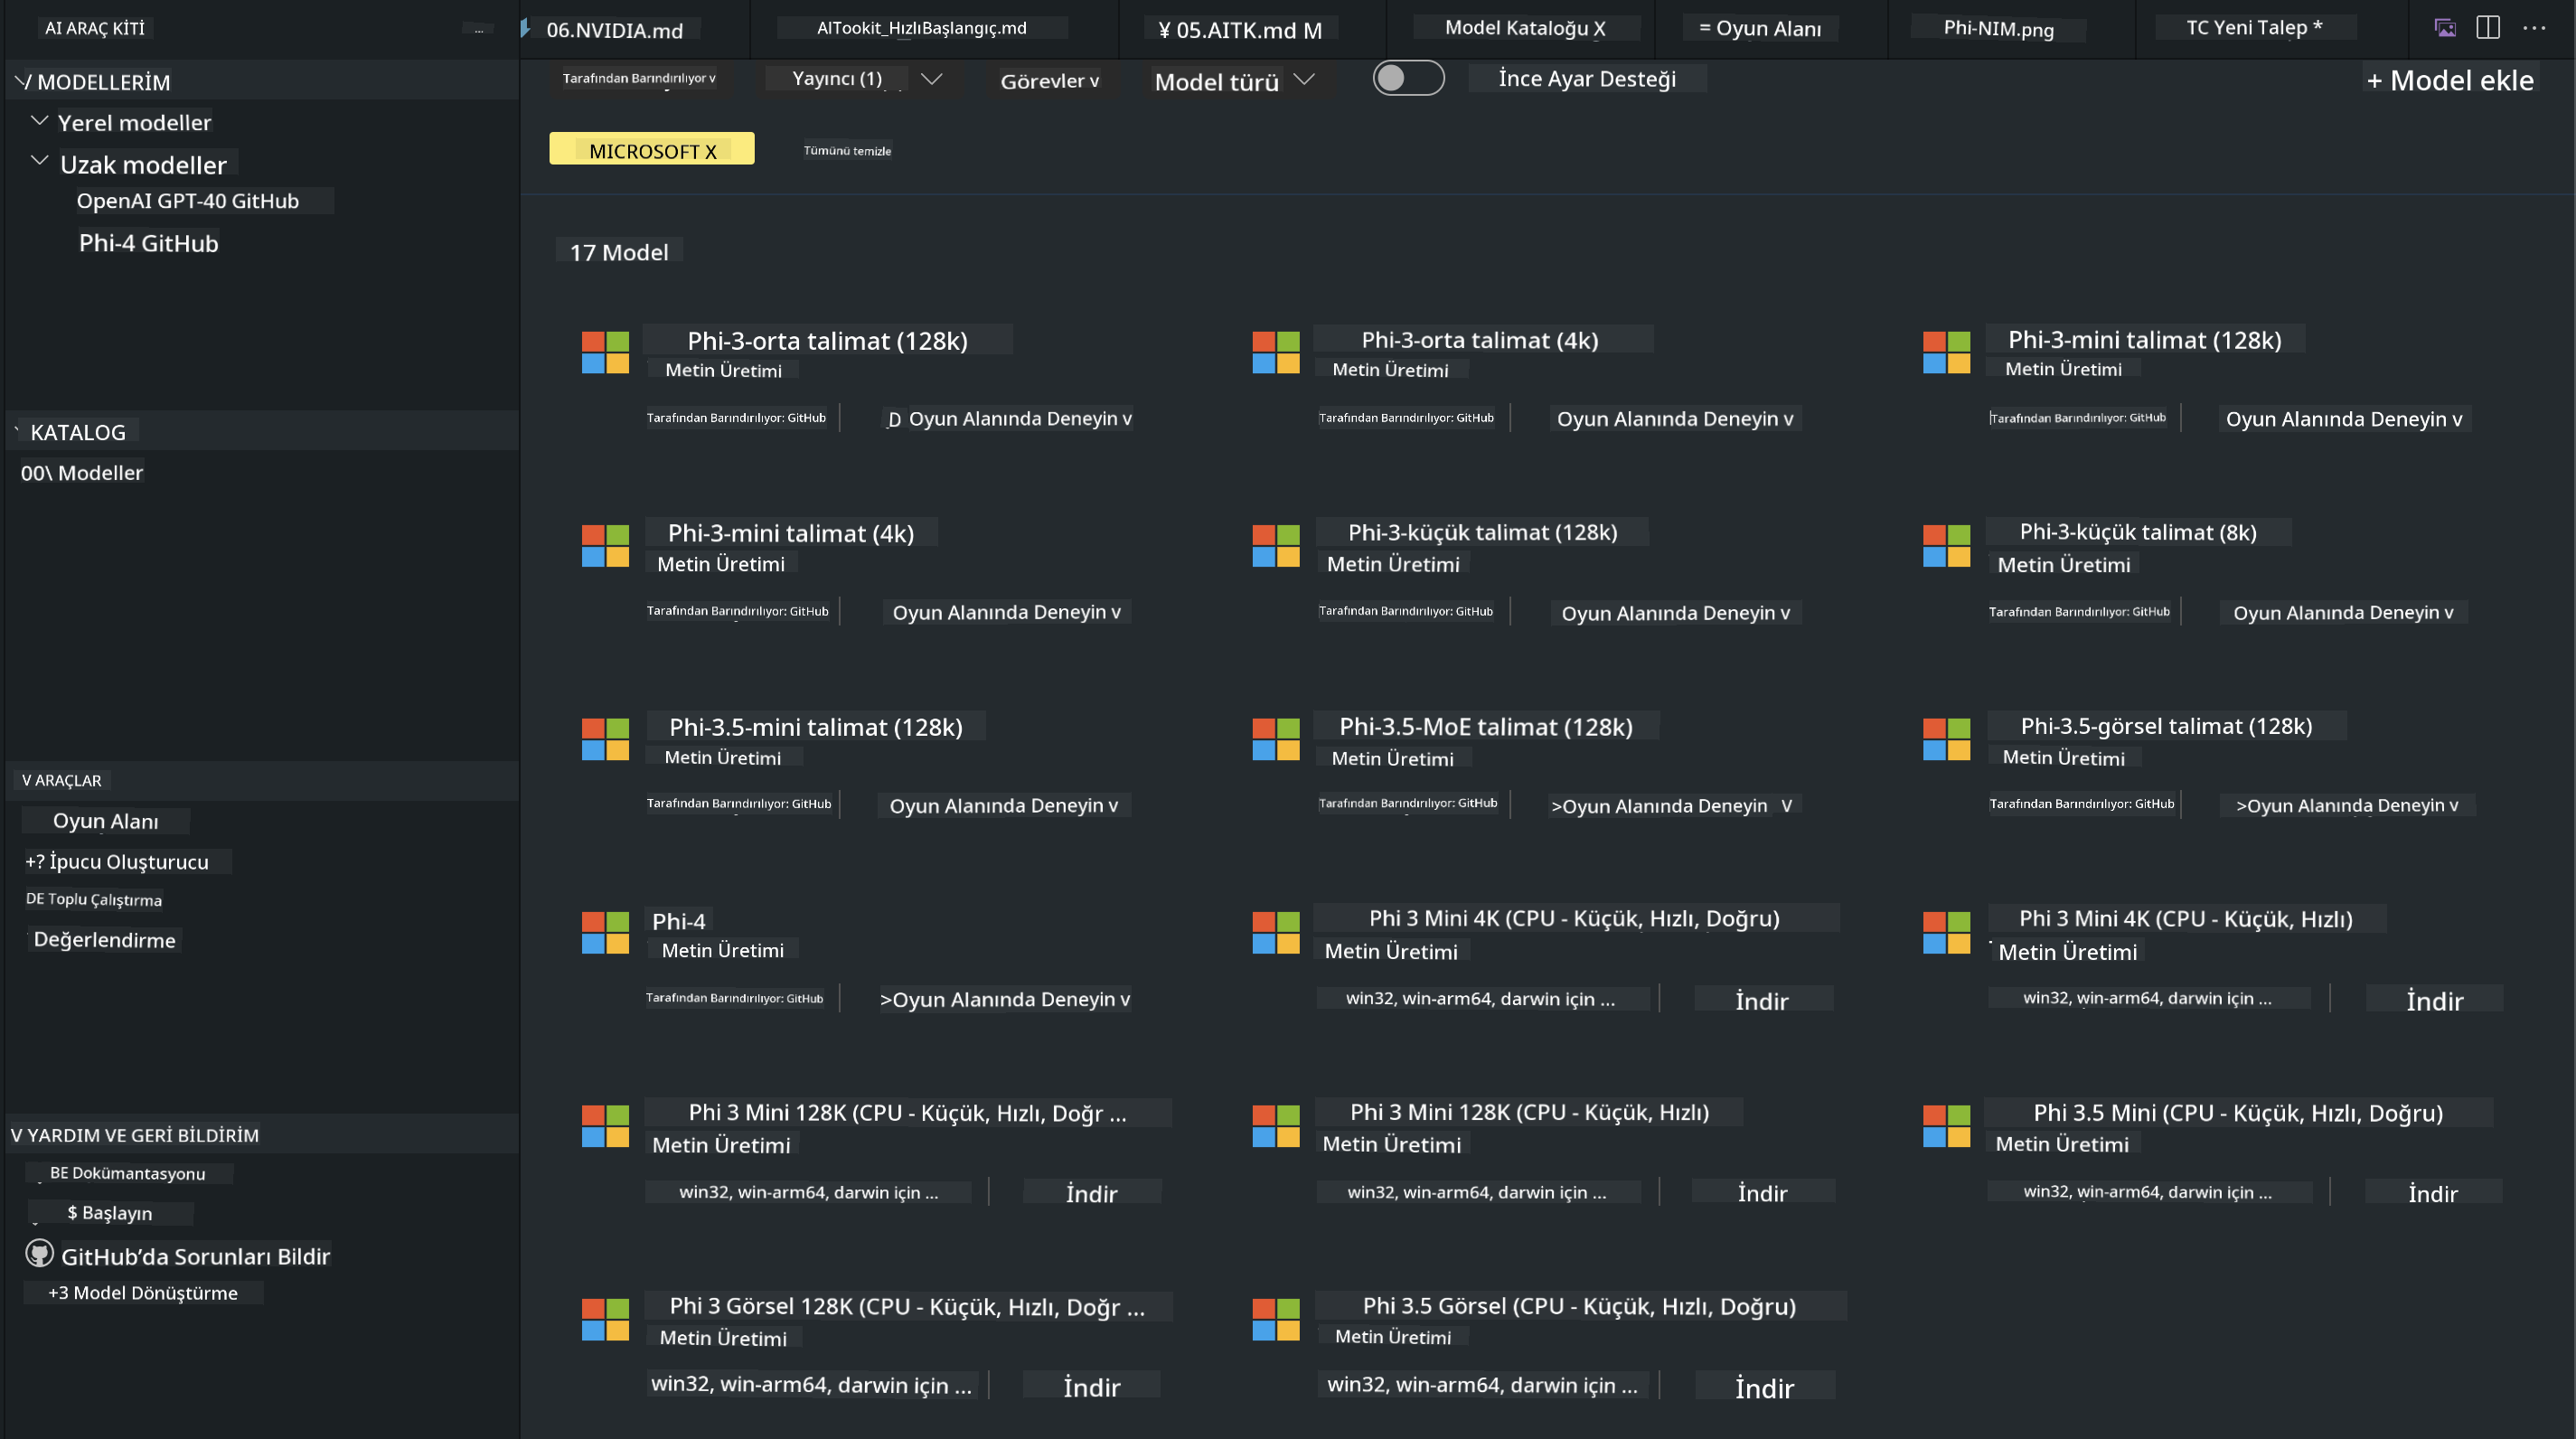 AI ARAÇ KİTİ
...
06.NVIDIA.md
AITookit_HızlıBaşlangıç.md
¥ 05.AITK.md M
Model Kataloğu X
= Oyun Alanı
Phi-NIM.png
TC Yeni Talep *
Tarafından Barındırılıyor v
Yayıncı (1)
Görevler v
Model türü
İnce Ayar Desteği
+ Model ekle
MICROSOFT X
Tümünü temizle
/ MODELLERİM
Yerel modeller
Uzak modeller
OpenAI GPT-40 GitHub
Phi-4 GitHub
KATALOG
00\ Modeller
V ARAÇLAR
Oyun Alanı
+? İpucu Oluşturucu
DE Toplu Çalıştırma
Değerlendirme
V YARDIM VE GERİ BİLDİRİM
BE Dokümantasyonu
$ Başlayın
GitHub’da Sorunları Bildir
+3 Model Dönüştürme
17 Model
Phi-3-orta talimat (128k)
Metin Üretimi
Tarafından Barındırılıyor: GitHub
D Oyun Alanında Deneyin v
Phi-3-orta talimat (4k)
Metin Üretimi
Tarafından Barındırılıyor: GitHub
Oyun Alanında Deneyin v
Phi-3-mini talimat (128k)
Metin Üretimi
Tarafından Barındırılıyor: GitHub
Oyun Alanında Deneyin v
Phi-3-mini talimat (4k)
Metin Üretimi
Tarafından Barındırılıyor: GitHub
Oyun Alanında Deneyin v
Phi-3-küçük talimat (128k)
Metin Üretimi
Tarafından Barındırılıyor: GitHub
Oyun Alanında Deneyin v
Phi-3-küçük talimat (8k)
Metin Üretimi
Tarafından Barındırılıyor: GitHub
Oyun Alanında Deneyin v
Phi-3.5-mini talimat (128k)
Metin Üretimi
Tarafından Barındırılıyor: GitHub
Oyun Alanında Deneyin v
Phi-3.5-MoE talimat (128k)
Metin Üretimi
Tarafından Barındırılıyor: GitHub
>Oyun Alanında Deneyin V
Phi-3.5-görsel talimat (128k)
Metin Üretimi
Tarafından Barındırılıyor: GitHub
>Oyun Alanında Deneyin v
Phi-4
Metin Üretimi
Tarafından Barındırılıyor: GitHub
>Oyun Alanında Deneyin v
Phi 3 Mini 4K (CPU - Küçük, Hızlı, Doğru)
Metin Üretimi
win32, win-arm64, darwin için ...
İndir
Phi 3 Mini 4K (CPU - Küçük, Hızlı)
Metin Üretimi
win32, win-arm64, darwin için ...
İndir
Phi 3 Mini 128K (CPU - Küçük, Hızlı, Doğr ...
Metin Üretimi
win32, win-arm64, darwin için ...
İndir
Phi 3 Mini 128K (CPU - Küçük, Hızlı)
Metin Üretimi
win32, win-arm64, darwin için ...
İndir
Phi 3.5 Mini (CPU - Küçük, Hızlı, Doğru)
Metin Üretimi
win32, win-arm64, darwin için ...
İndir
Phi 3 Görsel 128K (CPU - Küçük, Hızlı, Doğr ...
Metin Üretimi
win32, win-arm64, darwin için ...
İndir
Phi 3.5 Görsel (CPU - Küçük, Hızlı, Doğru)
Metin Üretimi
win32, win-arm64, darwin için ...
İndir